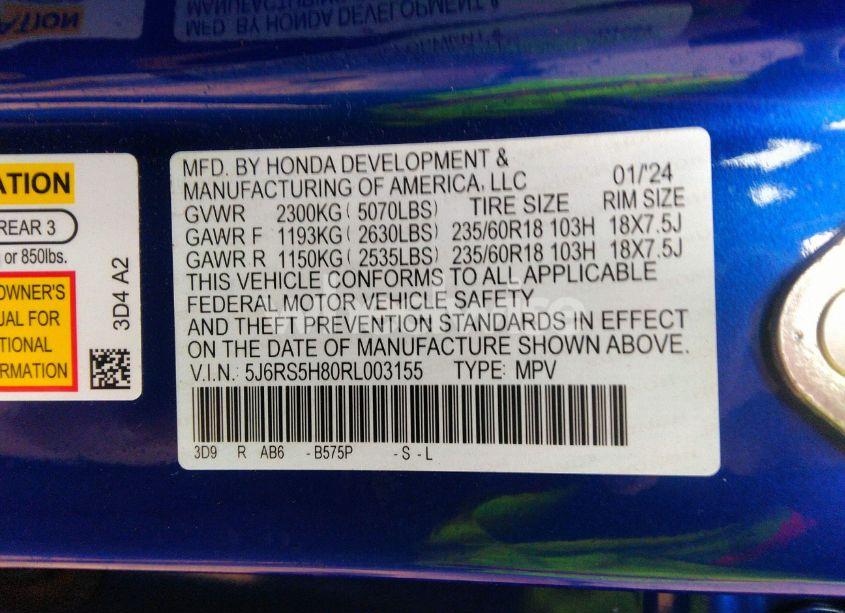 MFD. BY HONDA DEVELOPMENT &
MANUFACTURING OF AMERICA, LLC 01/'24
GVWR 2300KG ( 5070LBS) TIRE SIZE RIM SIZE
GAWR F 1193KG ( 2630LBS) 235/60R18 103H 18X7.5J
GAWR R 1150KG ( 2535LBS) 235/60R18 103H 18X7.5J
THIS VEHICLE CONFORMS TO ALL APPLICABLE
FEDERAL MOTOR VEHICLE SAFETY
AND THEFT PREVENTION STANDARDS IN EFFECT
ON THE DATE OF MANUFACTURE SHOWN ABOVE.
V.I.N.: 5J6RS5H80RL003155 TYPE: MPV
3D9 R AB6 -B575P -S-L
ATION
REAR 3
or 850lbs.
OWNER'S
UAL FOR
TIONAL
ORMATION
3D4 A2